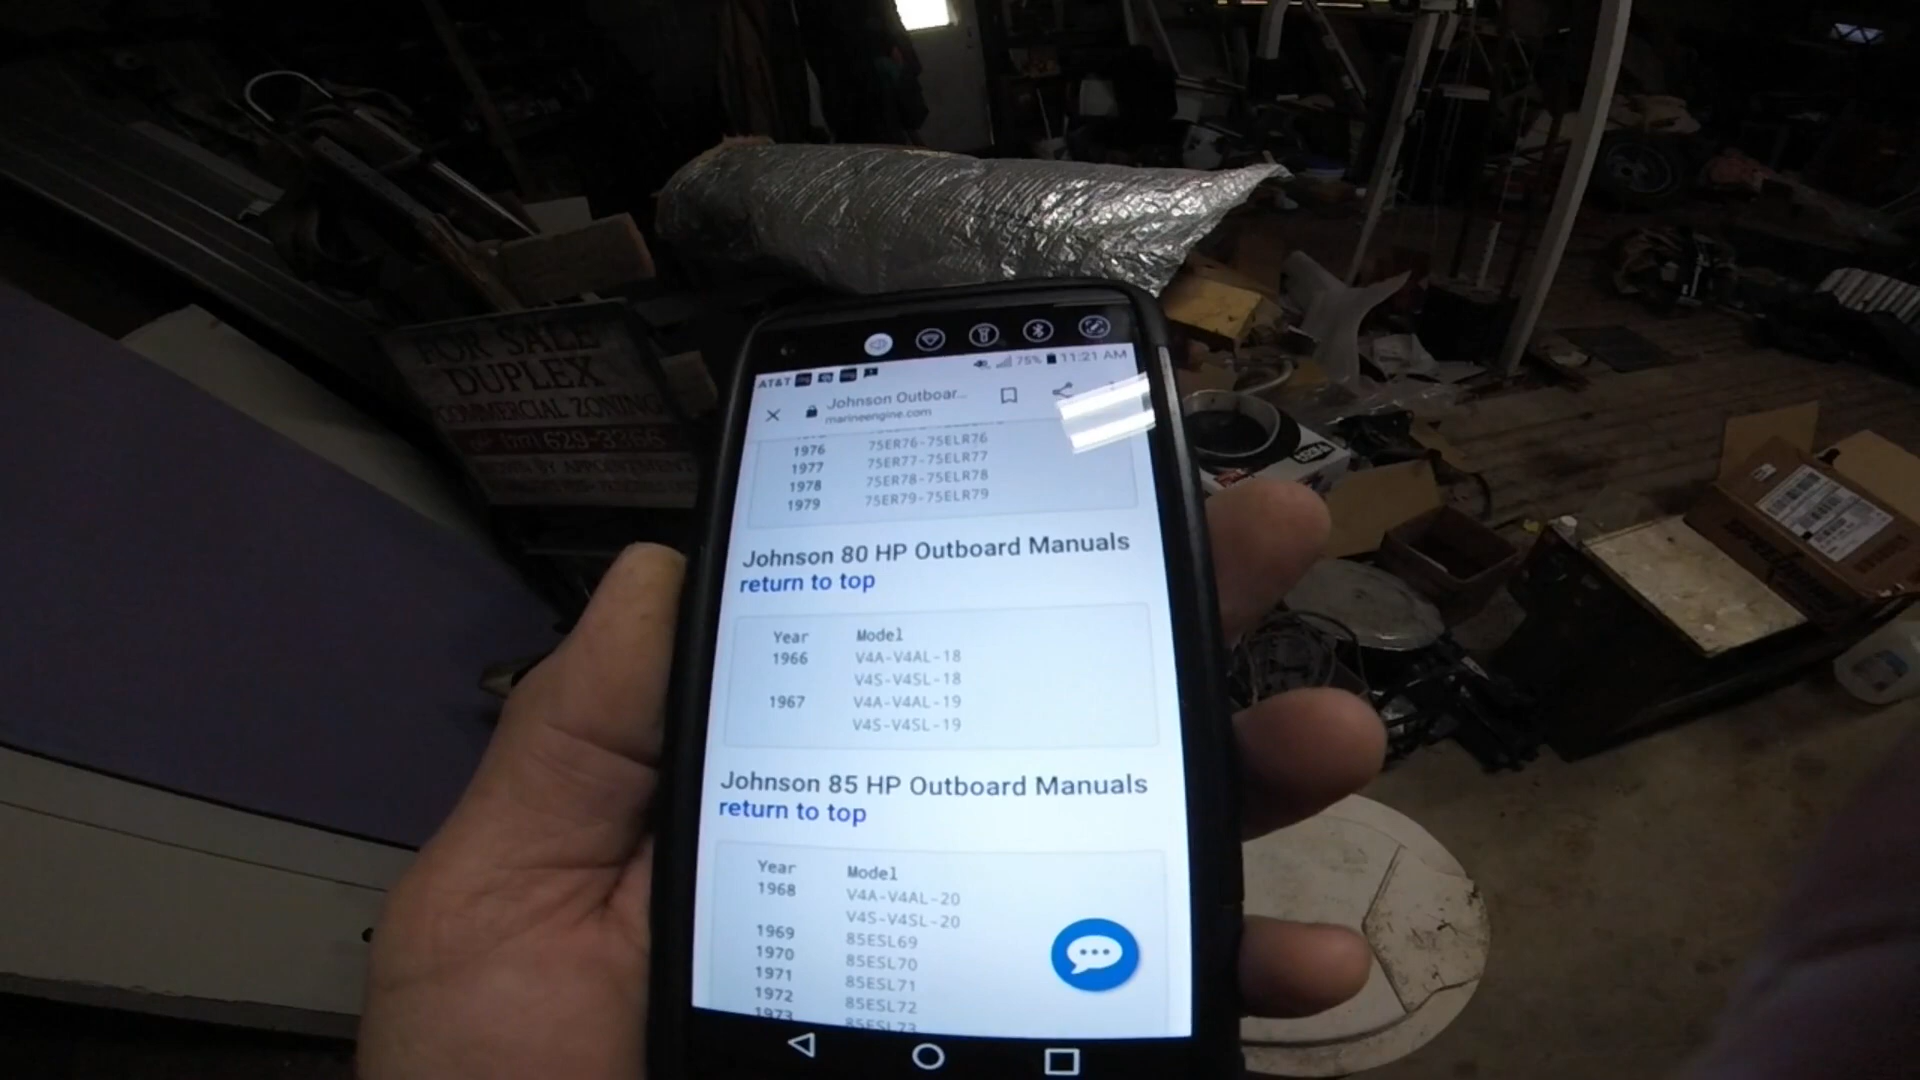 FOR SALE
DUPLEX
COMMERCIAL ZONING
629-3366
SHOWN BY APPOINTMENT
AT&T 75% 11:21 AM
Johnson Outboar...
marineengine.com
1976 75ER76-75ELR76
1977 75ER77-75ELR77
1978 75ER78-75ELR78
1979 75ER79-75ELR79
Johnson 80 HP Outboard Manuals
return to top
Year Model
1966 V4A-V4AL-18
V4S-V4SL-18
1967 V4A-V4AL-19
V4S-V4SL-19
Johnson 85 HP Outboard Manuals
return to top
Year Model
1968 V4A-V4AL-20
V4S-V4SL-20
1969 85ESL69
1970 85ESL70
1971 85ESL71
1972 85ESL72
1973 85ESL73